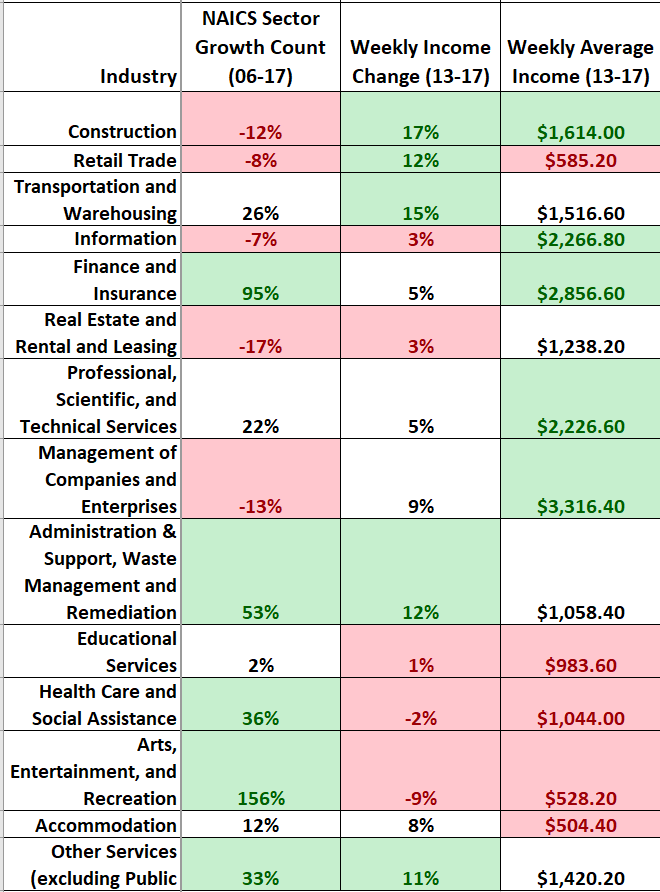 NAICS Sector
Growth Count
(06-17)
Weekly Income
Change (13-17)
Weekly Average
Income (13-17)
Industry
Construction -12% 17% $1,614.00
Retail Trade -8% 12% $585.20
Transportation and
Warehousing 26% 15% $1,516.60
Information -7% 3% $2,266.80
Finance and
Insurance 95% 5% $2,856.60
Real Estate and
Rental and Leasing -17% 3% $1,238.20
Professional,
Scientific, and
Technical Services 22% 5% $2,226.60
Management of
Companies and
Enterprises -13% 9% $3,316.40
Administration &
Support, Waste
Management and
Remediation 53% 12% $1,058.40
Educational
Services 2% 1% $983.60
Health Care and
Social Assistance 36% -2% $1,044.00
Arts,
Entertainment, and
Recreation 156% -9% $528.20
Accommodation 12% 8% $504.40
Other Services
(excluding Public 33% 11% $1,420.20